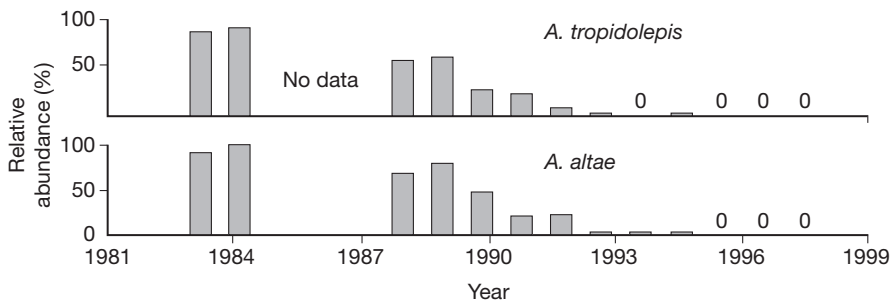 100
A. tropidolepis
50
No data
0
0 0 0
100
A. altae
50
0 0 0
0
1981 1984 1987 1990 1993 1996 1999
Year
Relative
abundance (%)